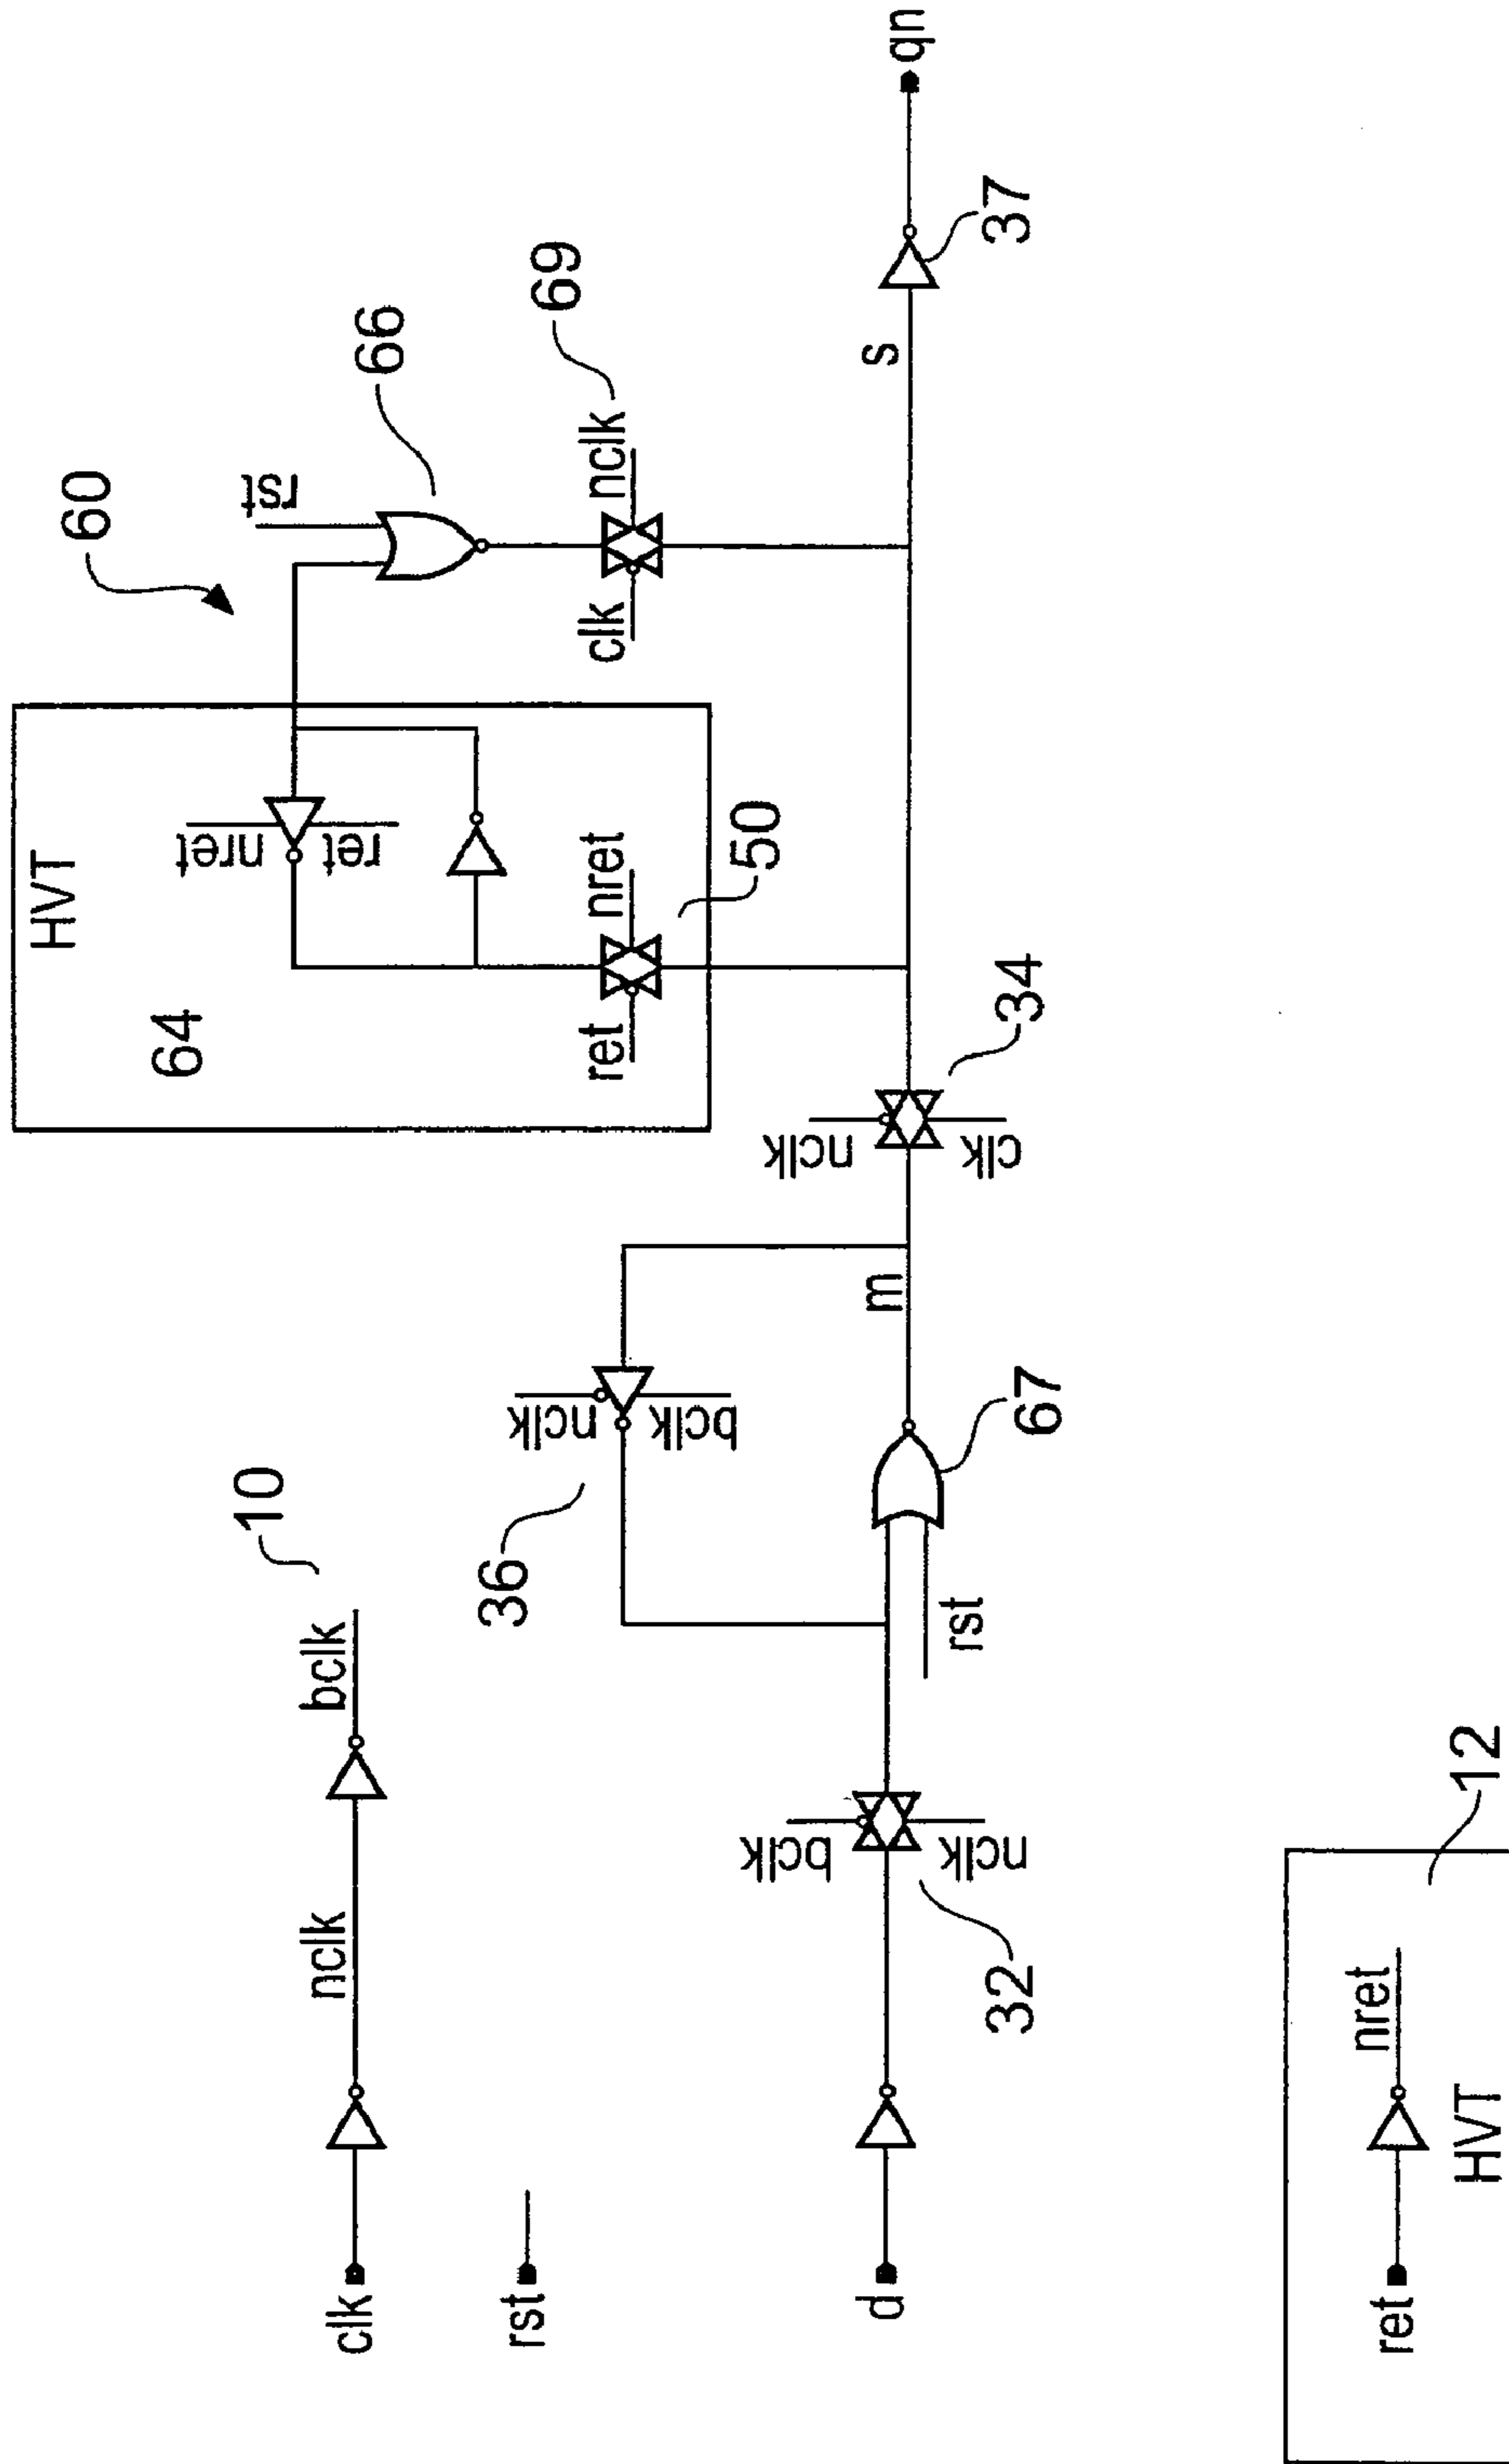 clk
nclk
bclk
10
rst
d
bclk
nclk
32
rst
67
36
nclk
bclk
m
nclk
clk
34
HVT
64
nret
ret
ret
nret
50
60
rst
66
clk
nclk
69
s
37
qn
ret
nret
HVT
12